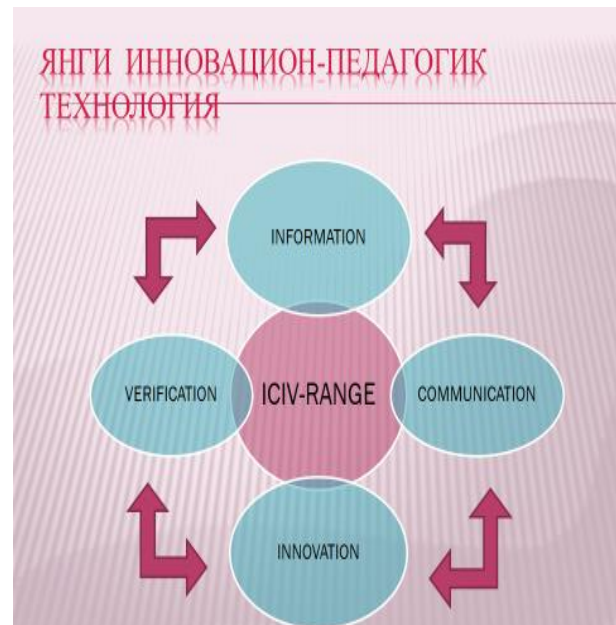 ЯНГИ ИННОВАЦИОН-ПЕДАГОГИК
ТЕХНОЛОГИЯ
INFORMATION
VERIFICATION
ICIV-RANGE
COMMUNICATION
INNOVATION